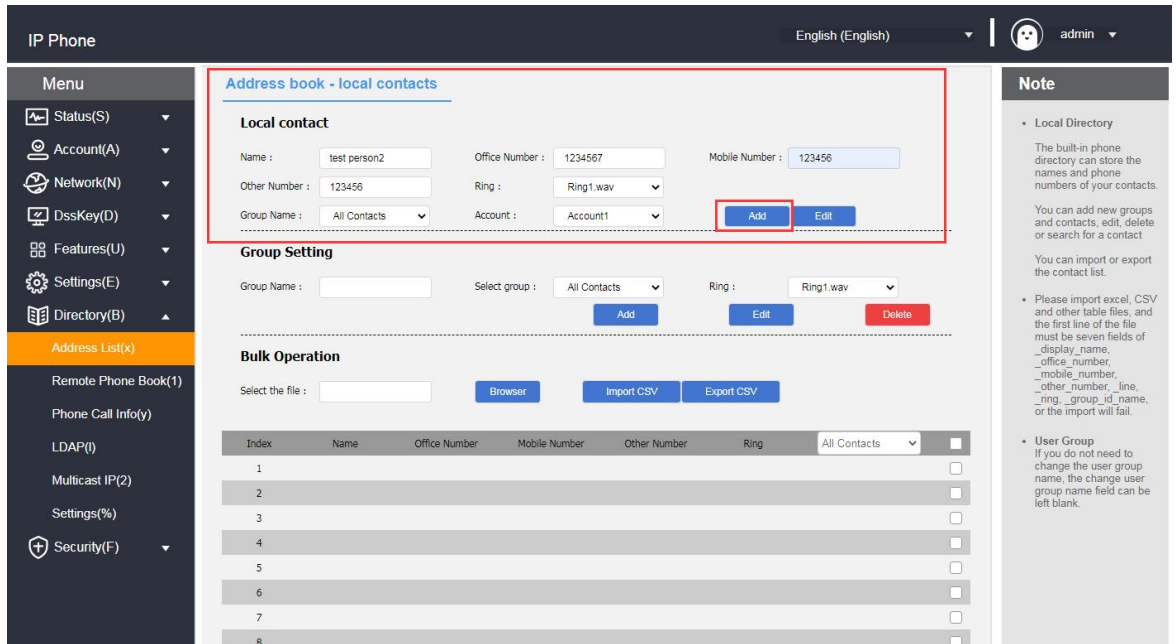 IP Phone
English (English)
admin
Menu
Status(S)
Account(A)
Network(N)
DssKey(D)
Features(U)
Settings(E)
Directory(B)
Address List(x)
Remote Phone Book(1)
Phone Call Info(y)
LDAP(I)
Multicast IP(2)
Settings(%)
Security(F)
Address book - local contacts
Local contact
Name : test person2 Office Number : 1234567 Mobile Number : 123456
Other Number : 123456 Ring : Ring1.wav
Group Name : All Contacts Account : Account1 Add Edit
Group Setting
Group Name : Select group : All Contacts Ring : Ring1.wav
Add Edit Delete
Bulk Operation
Select the file : Browser Import CSV Export CSV
Index Name Office Number Mobile Number Other Number Ring All Contacts
1
2
3
4
5
6
7
8
Note
• Local Directory
The built-in phone
directory can store the
names and phone
numbers of your contacts.
You can add new groups
and contacts, edit, delete
or search for a contact
You can import or export
the contact list.
• Please import excel, CSV
and other table files, and
the first line of the file
must be seven fields of
_display_name,
_office_number,
_mobile_number,
_other_number, _line,
_ring, _group_id_name,
or the import will fail.
• User Group
If you do not need to
change the user group
name, the change user
group name field can be
left blank.